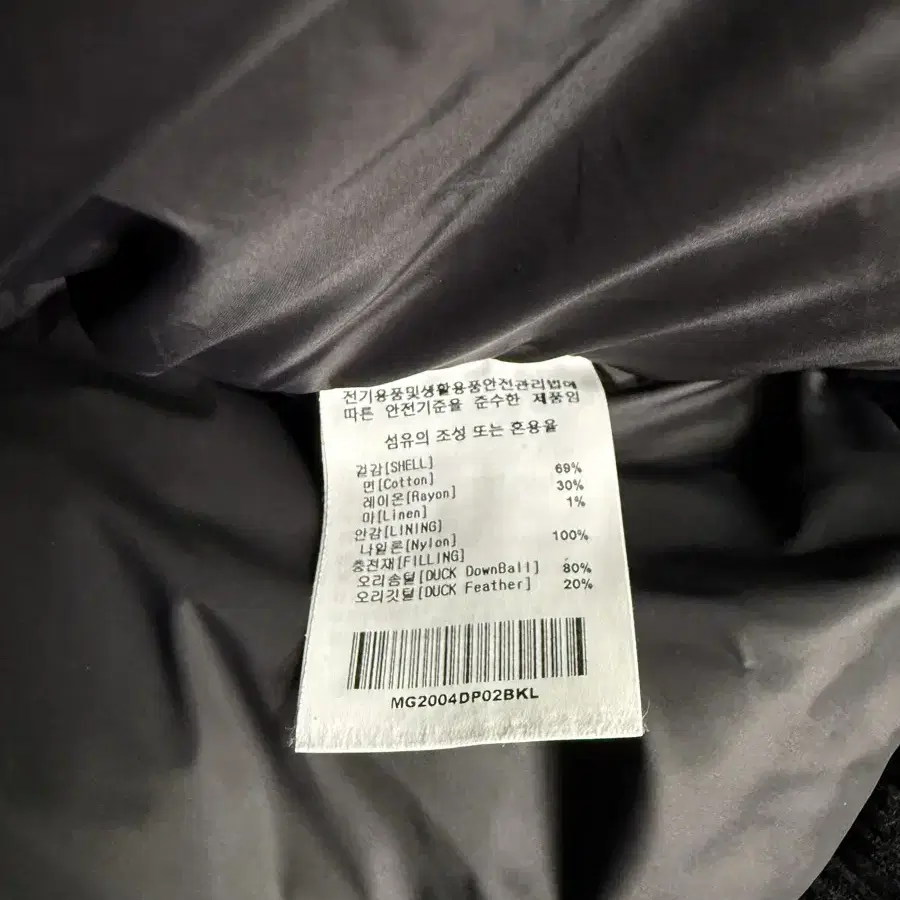 전기용품및생활용품안전관리법에
따른 안전기준을 준수한 제품임
섬유의 조성 또는 혼용율
겉감[SHELL]
면[Cotton] 69%
레이온[Rayon] 30%
마[Linen] 1%
안감[LINING]
나일론[Nylon] 100%
충전재[FILLING]
오리솜털[DUCK DownBall] 80%
오리깃털[DUCK Feather] 20%
MG2004DP02BKL